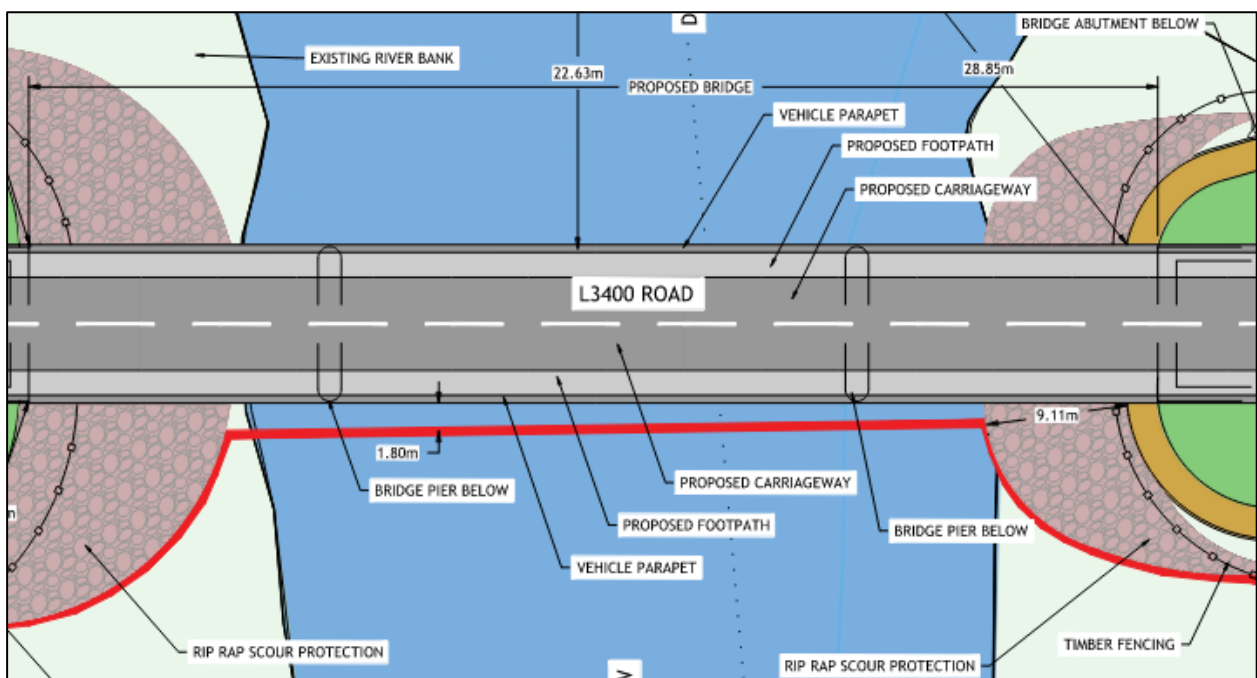 D
BRIDGE ABUTMENT BELOW
EXISTING RIVER BANK
22.63m
28.85m
PROPOSED BRIDGE
VEHICLE PARAPET
PROPOSED FOOTPATH
PROPOSED CARRIAGEWAY
L3400 ROAD
9.11m
1.80m
PROPOSED CARRIAGEWAY
BRIDGE PIER BELOW
PROPOSED FOOTPATH
BRIDGE PIER BELOW
VEHICLE PARAPET
RIP RAP SCOUR PROTECTION
TIMBER FENCING
RIP RAP SCOUR PROTECTION